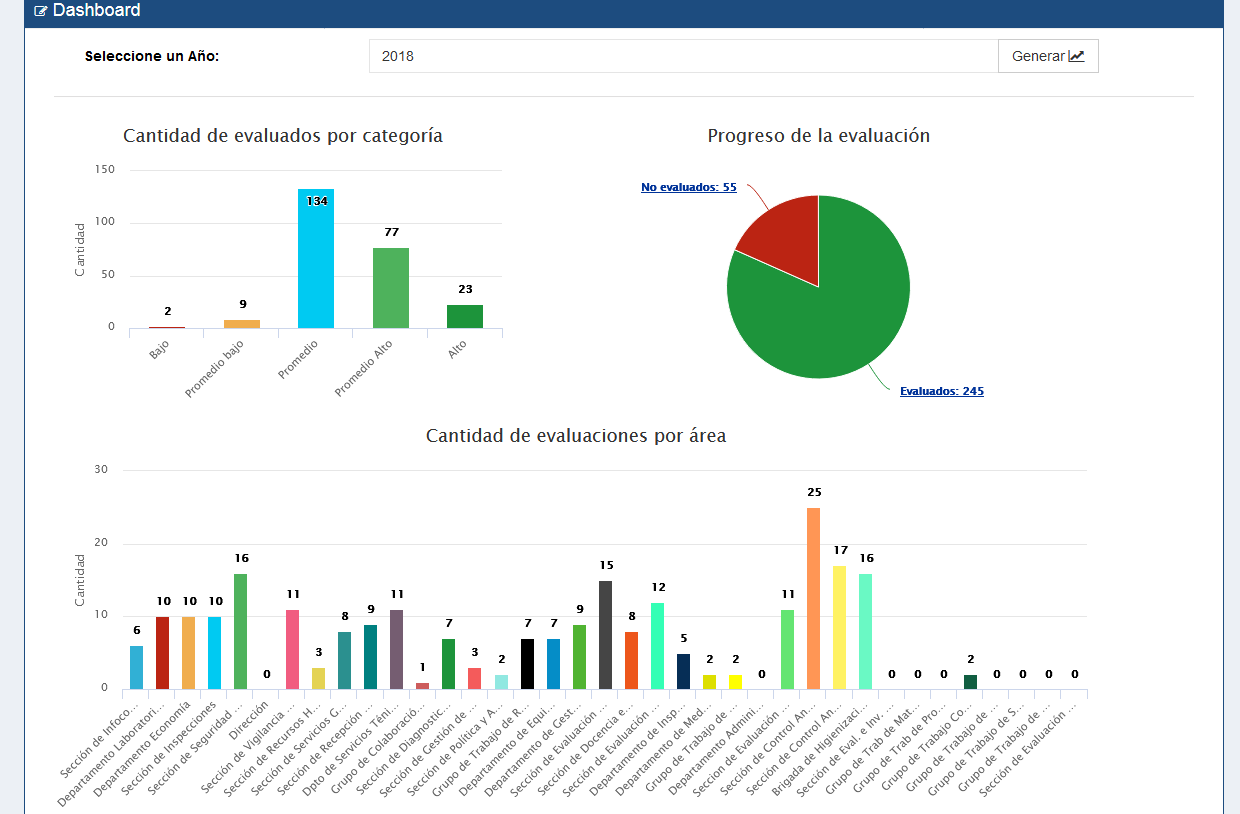 Dashboard
Seleccione un Año:
2018
Generar
Cantidad de evaluados por categoría
150
100
50
0
Cantidad
2
9
134
77
23
Bajo
Promedio bajo
Promedio
Promedio Alto
Alto
Progreso de la evaluación
No evaluados: 55
Evaluados: 245
Cantidad de evaluaciones por área
30
20
10
0
Cantidad
6
10
10
10
16
0
11
3
8
9
11
1
7
3
2
7
7
9
15
8
12
5
2
2
0
11
25
17
16
0
0
0
2
0
0
0
0
Sección de Infoco...
Departamento Laboratori...
Departamento Economía
Sección de Inspecciones
Sección de Seguridad ...
Dirección
Sección de Vigilancia ...
Sección de Recursos H...
Sección de Servicios G...
Sección de Recepción ...
Dpto de Servicios Téni...
Grupo de Colaboració...
Sección de Diagnostic...
Sección de Gestión de ...
Sección de Política y A...
Grupo de Trabajo de R...
Departamento de Equi...
Departamento de Gest...
Sección de Evaluación ...
Sección de Docencia e...
Sección de Evaluación ...
Departamento de Insp...
Departamento de Med...
Grupo de Trabajo de ...
Departamento Admini...
Sección de Evaluación ...
Sección de Control An...
Sección de Control An...
Brigada de Higienizaci...
Sección de Eval. e Inv. ...
Grupo de Trab de Mat...
Grupo de Trab de Pro...
Grupo de Trabajo Co...
Grupo de Trabajo de ...
Grupo de Trabajo de S...
Grupo de Trabajo de ...
Sección de Evaluación ...